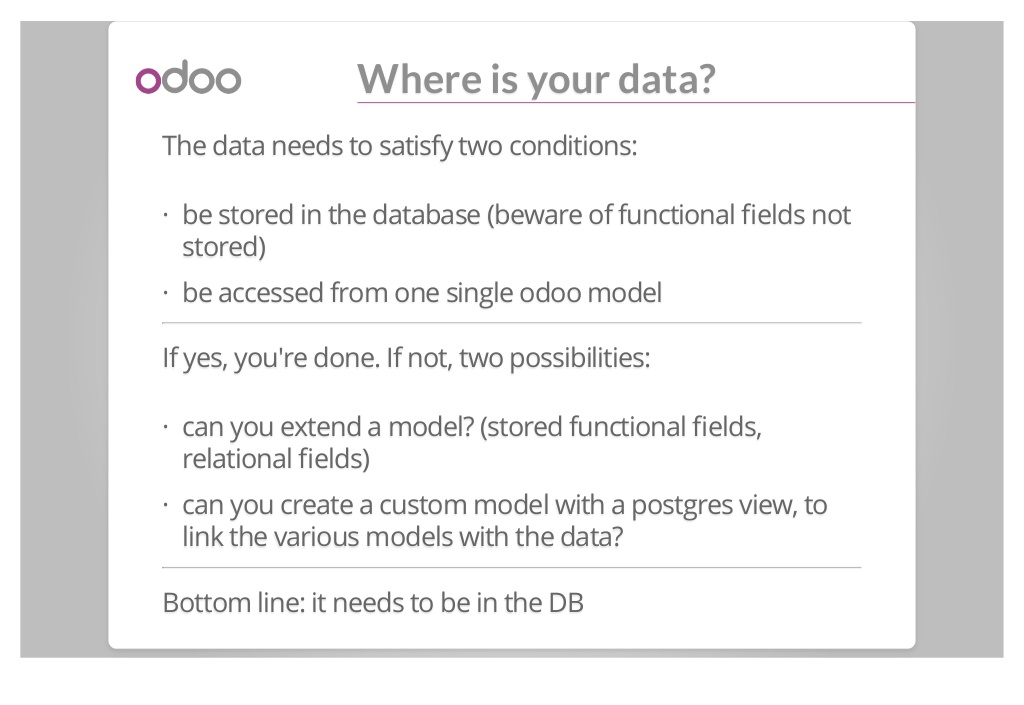 odoo
Where is your data?
The data needs to satisfy two conditions:
· be stored in the database (beware of functional fields not
stored)
· be accessed from one single odoo model
If yes, you're done. If not, two possibilities:
· can you extend a model? (stored functional fields,
relational fields)
· can you create a custom model with a postgres view, to
link the various models with the data?
Bottom line: it needs to be in the DB